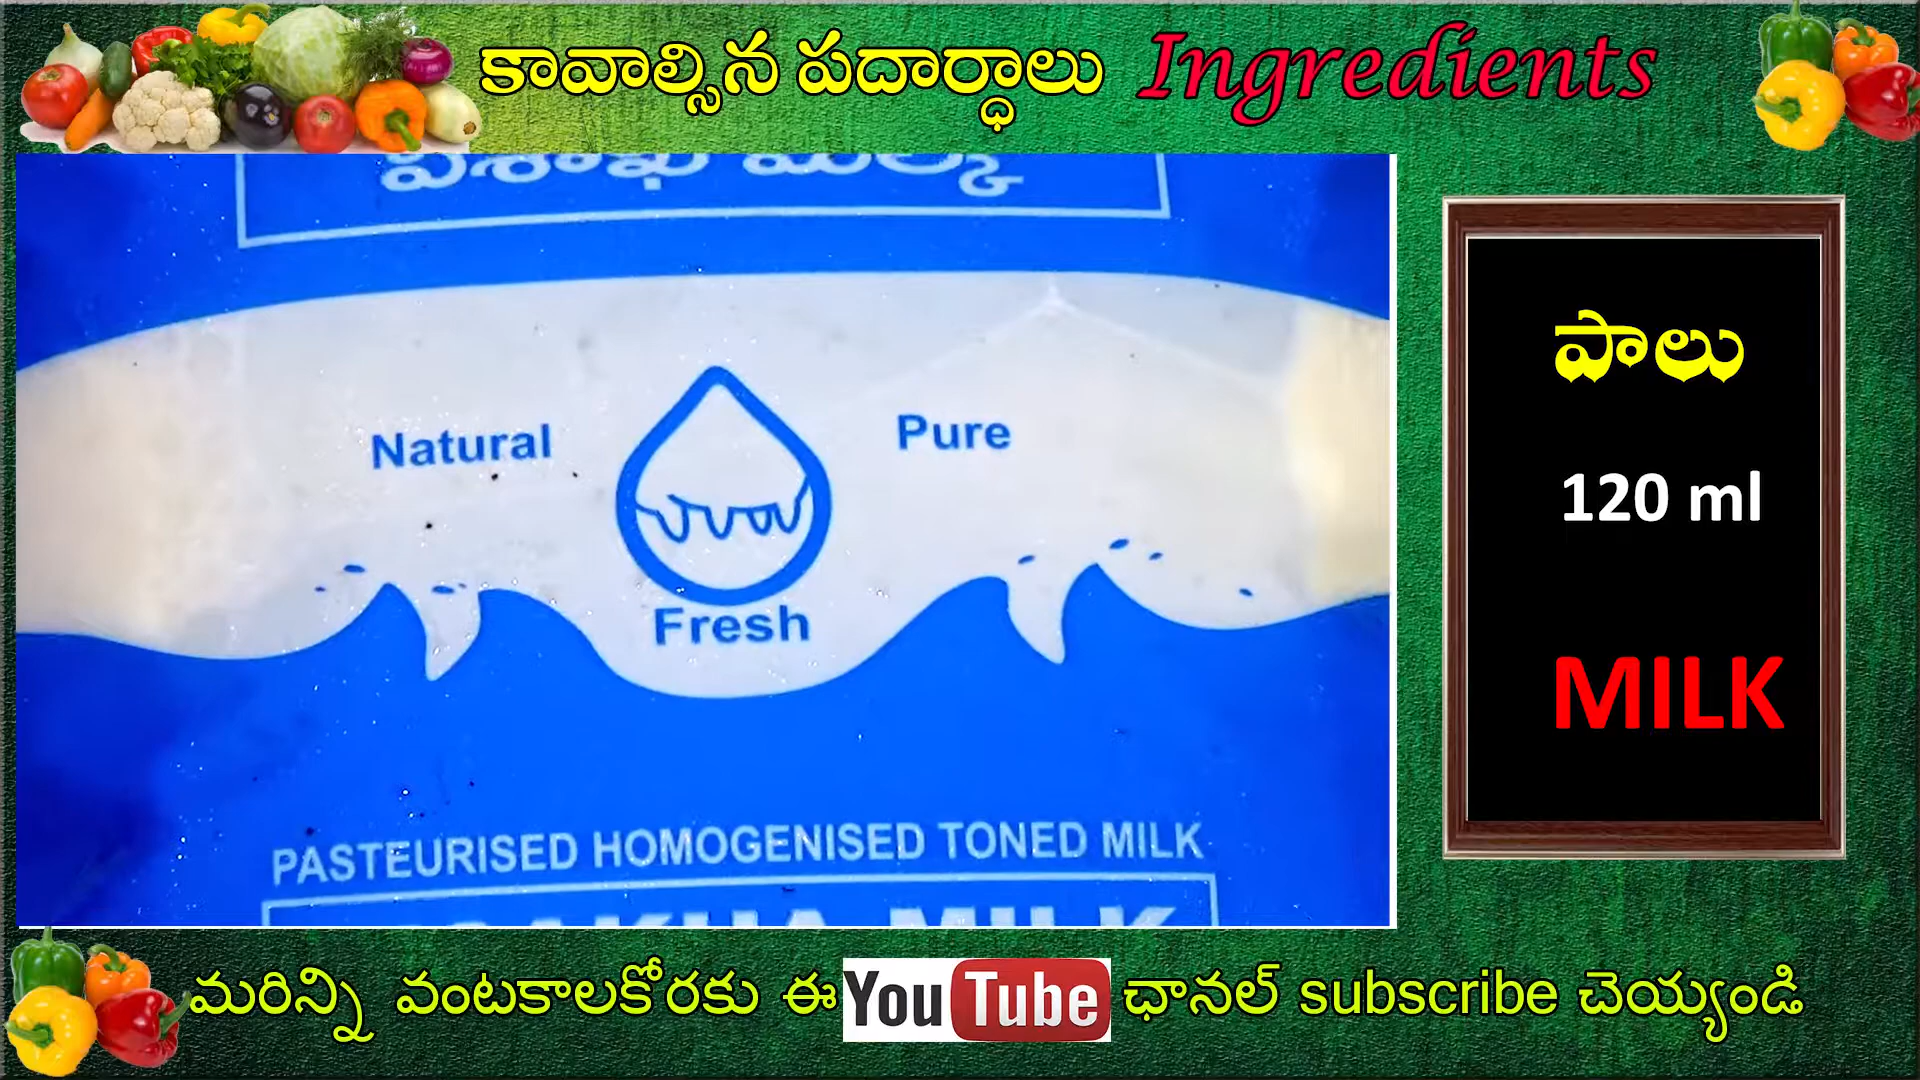 కావాల్సిన పదార్ధాలు Ingredients
విశాఖ మిల్క్
పాలు
Natural
Pure
120 ml
Fresh
MILK
PASTEURISED HOMOGENISED TONED MILK
MILK
మరిన్ని వంటకాలకోరకు ఈ YouTube ఛానల్ subscribe చెయ్యండి